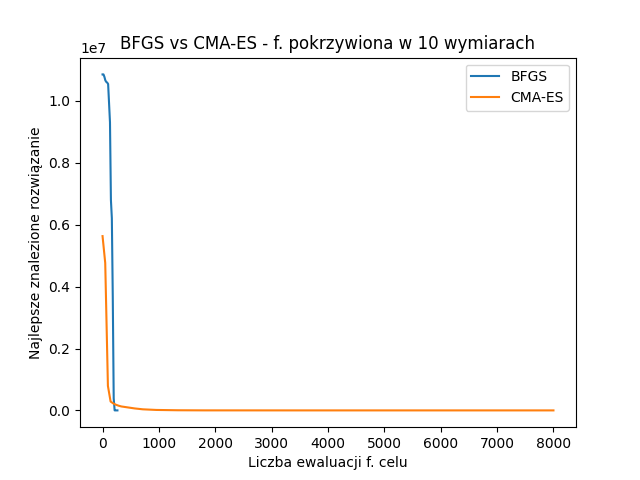 BFGS vs CMA-ES - f. pokrzywiona w 10 wymiarach
1e7
BFGS
CMA-ES
Najlepsze znalezione rozwiązanie
1.0
0.8
0.6
0.4
0.2
0.0
0 1000 2000 3000 4000 5000 6000 7000 8000
Liczba ewaluacji f. celu